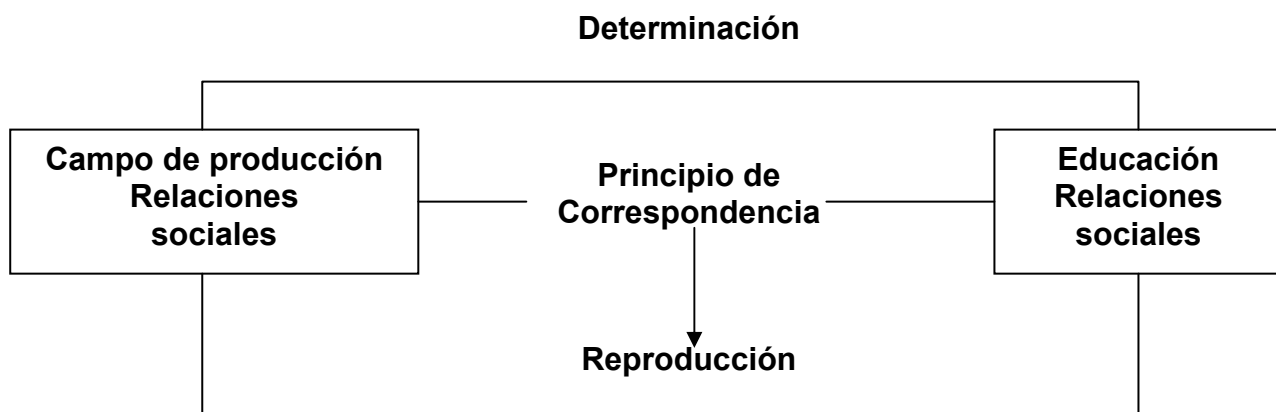 Determinación
Campo de producción
Relaciones
sociales
Principio de
Correspondencia
Educación
Relaciones
sociales
Reproducción